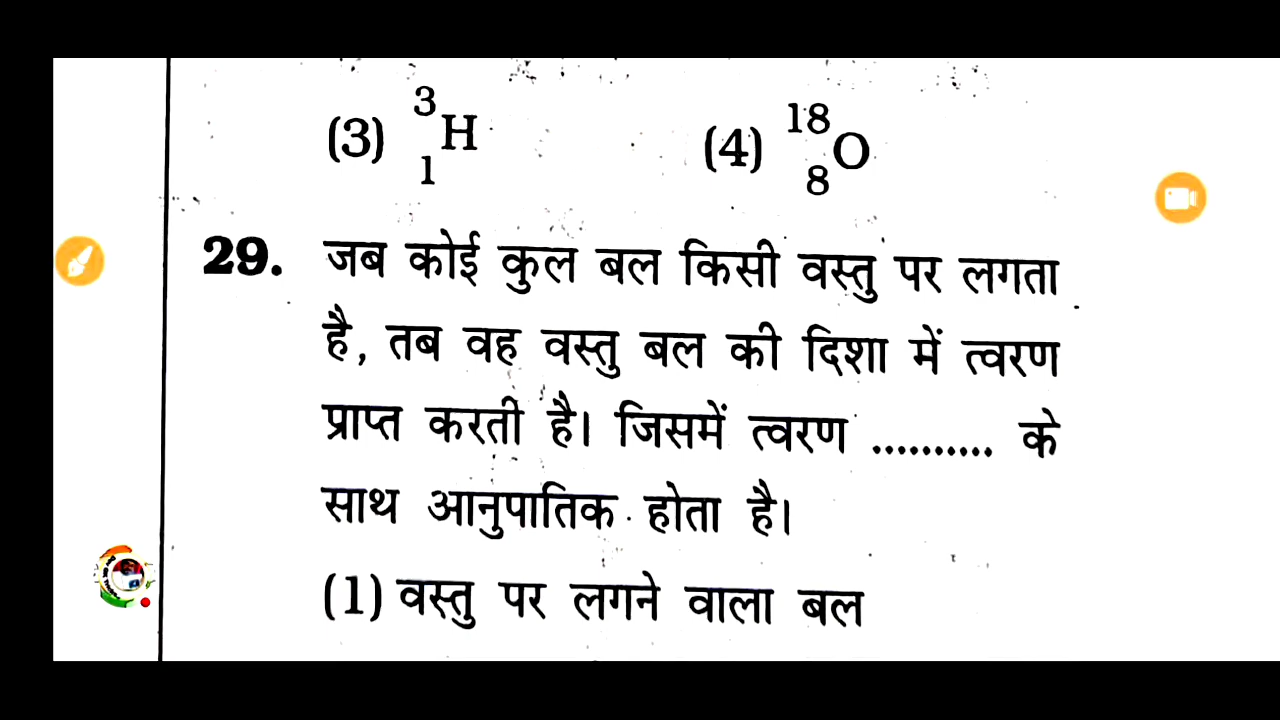 (3) ³₁H (4) ¹⁸₈O
29. जब कोई कुल बल किसी वस्तु पर लगता
है, तब वह वस्तु बल की दिशा में त्वरण
प्राप्त करती है। जिसमें त्वरण .......... के
साथ आनुपातिक होता है।
(1) वस्तु पर लगने वाला बल